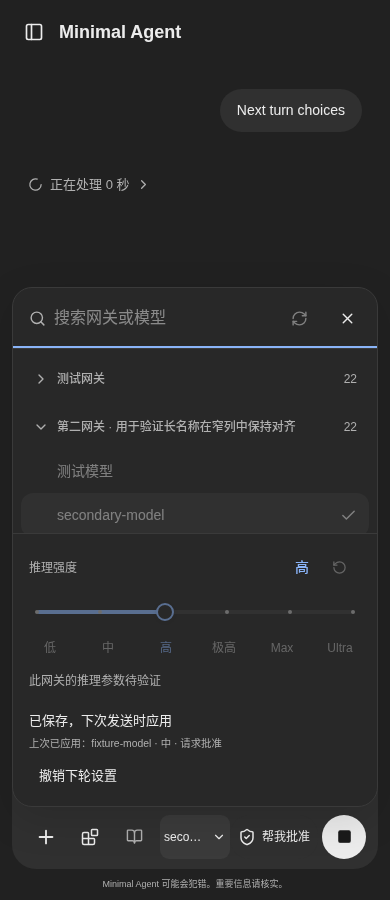 Minimal Agent
Next turn choices
正在处理 0 秒
搜索网关或模型
测试网关 22
第二网关 · 用于验证长名称在窄列中保持对齐 22
测试模型
secondary-model
推理强度 高
低 中 高 极高 Max Ultra
此网关的推理参数待验证
已保存，下次发送时应用
上次已应用：fixture-model · 中 · 请求批准
撤销下轮设置
seco… 帮我批准
Minimal Agent 可能会犯错。重要信息请核实。